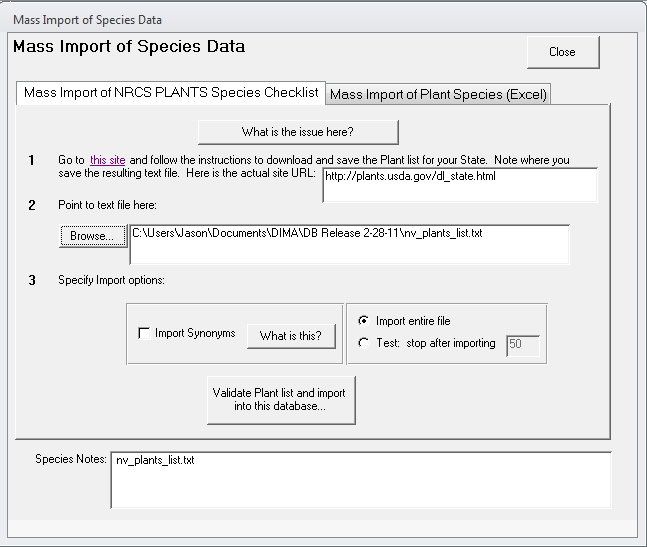 Mass Import of Species Data
Mass Import of Species Data
Close
Mass Import of NRCS PLANTS Species Checklist
Mass Import of Plant Species (Excel)
What is the issue here?
1 Go to this site and follow the instructions to download and save the Plant list for your State. Note where you
save the resulting text file. Here is the actual site URL: http://plants.usda.gov/dl_state.html
2 Point to text file here:
Browse... C:\Users\Jason\Documents\DIMA\DB Release 2-28-11\nv_plants_list.txt
3 Specify Import options:
Import Synonyms What is this?
Import entire file
Test: stop after importing 50
Validate Plant list and import
into this database...
Species Notes: nv_plants_list.txt